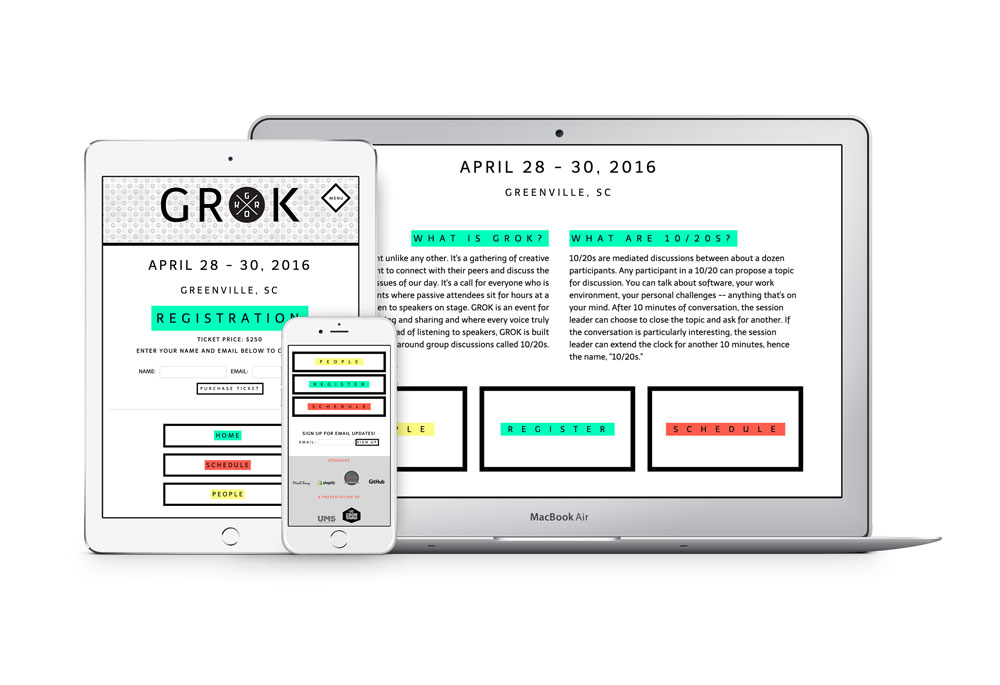 GROK
G
K R
O
MENU
APRIL 28 – 30, 2016
GREENVILLE, SC
REGISTRATION
TICKET PRICE: $250
ENTER YOUR NAME AND EMAIL BELOW TO
NAME: EMAIL:
PURCHASE TICKET
HOME
SCHEDULE
PEOPLE
PEOPLE
REGISTER
SCHEDULE
SIGN UP FOR EMAIL UPDATES!
EMAIL: SIGN UP
SPONSORS
MailChimp shopify GitHub
A PRESENTATION OF
UMS THE IRON YARD
APRIL 28 – 30, 2016
GREENVILLE, SC
WHAT IS GROK?
nt unlike any other. It's a gathering of creative
nt to connect with their peers and discuss the
ssues of our day. It's a call for everyone who is
nts where passive attendees sit for hours at a
en to speakers on stage. GROK is an event for
ing and sharing and where every voice truly
ad of listening to speakers, GROK is built
around group discussions called 10/20s.
WHAT ARE 10/20S?
10/20s are mediated discussions between about a dozen
participants. Any participant in a 10/20 can propose a topic
for discussion. You can talk about software, your work
environment, your personal challenges -- anything that's on
your mind. After 10 minutes of conversation, the session
leader can choose to close the topic and ask for another. If
the conversation is particularly interesting, the session
leader can extend the clock for another 10 minutes, hence
the name, "10/20s."
PLE
REGISTER
SCHEDULE
MacBook Air